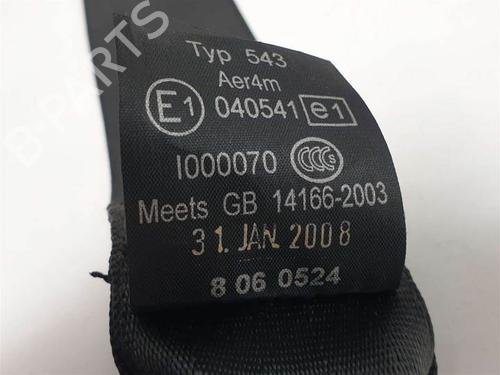 Typ 543
Aer4m
E1 040541 e1
I000070 CCC S
Meets GB 14166-2003
31. JAN. 2008
8 06 0524
B-PARTS